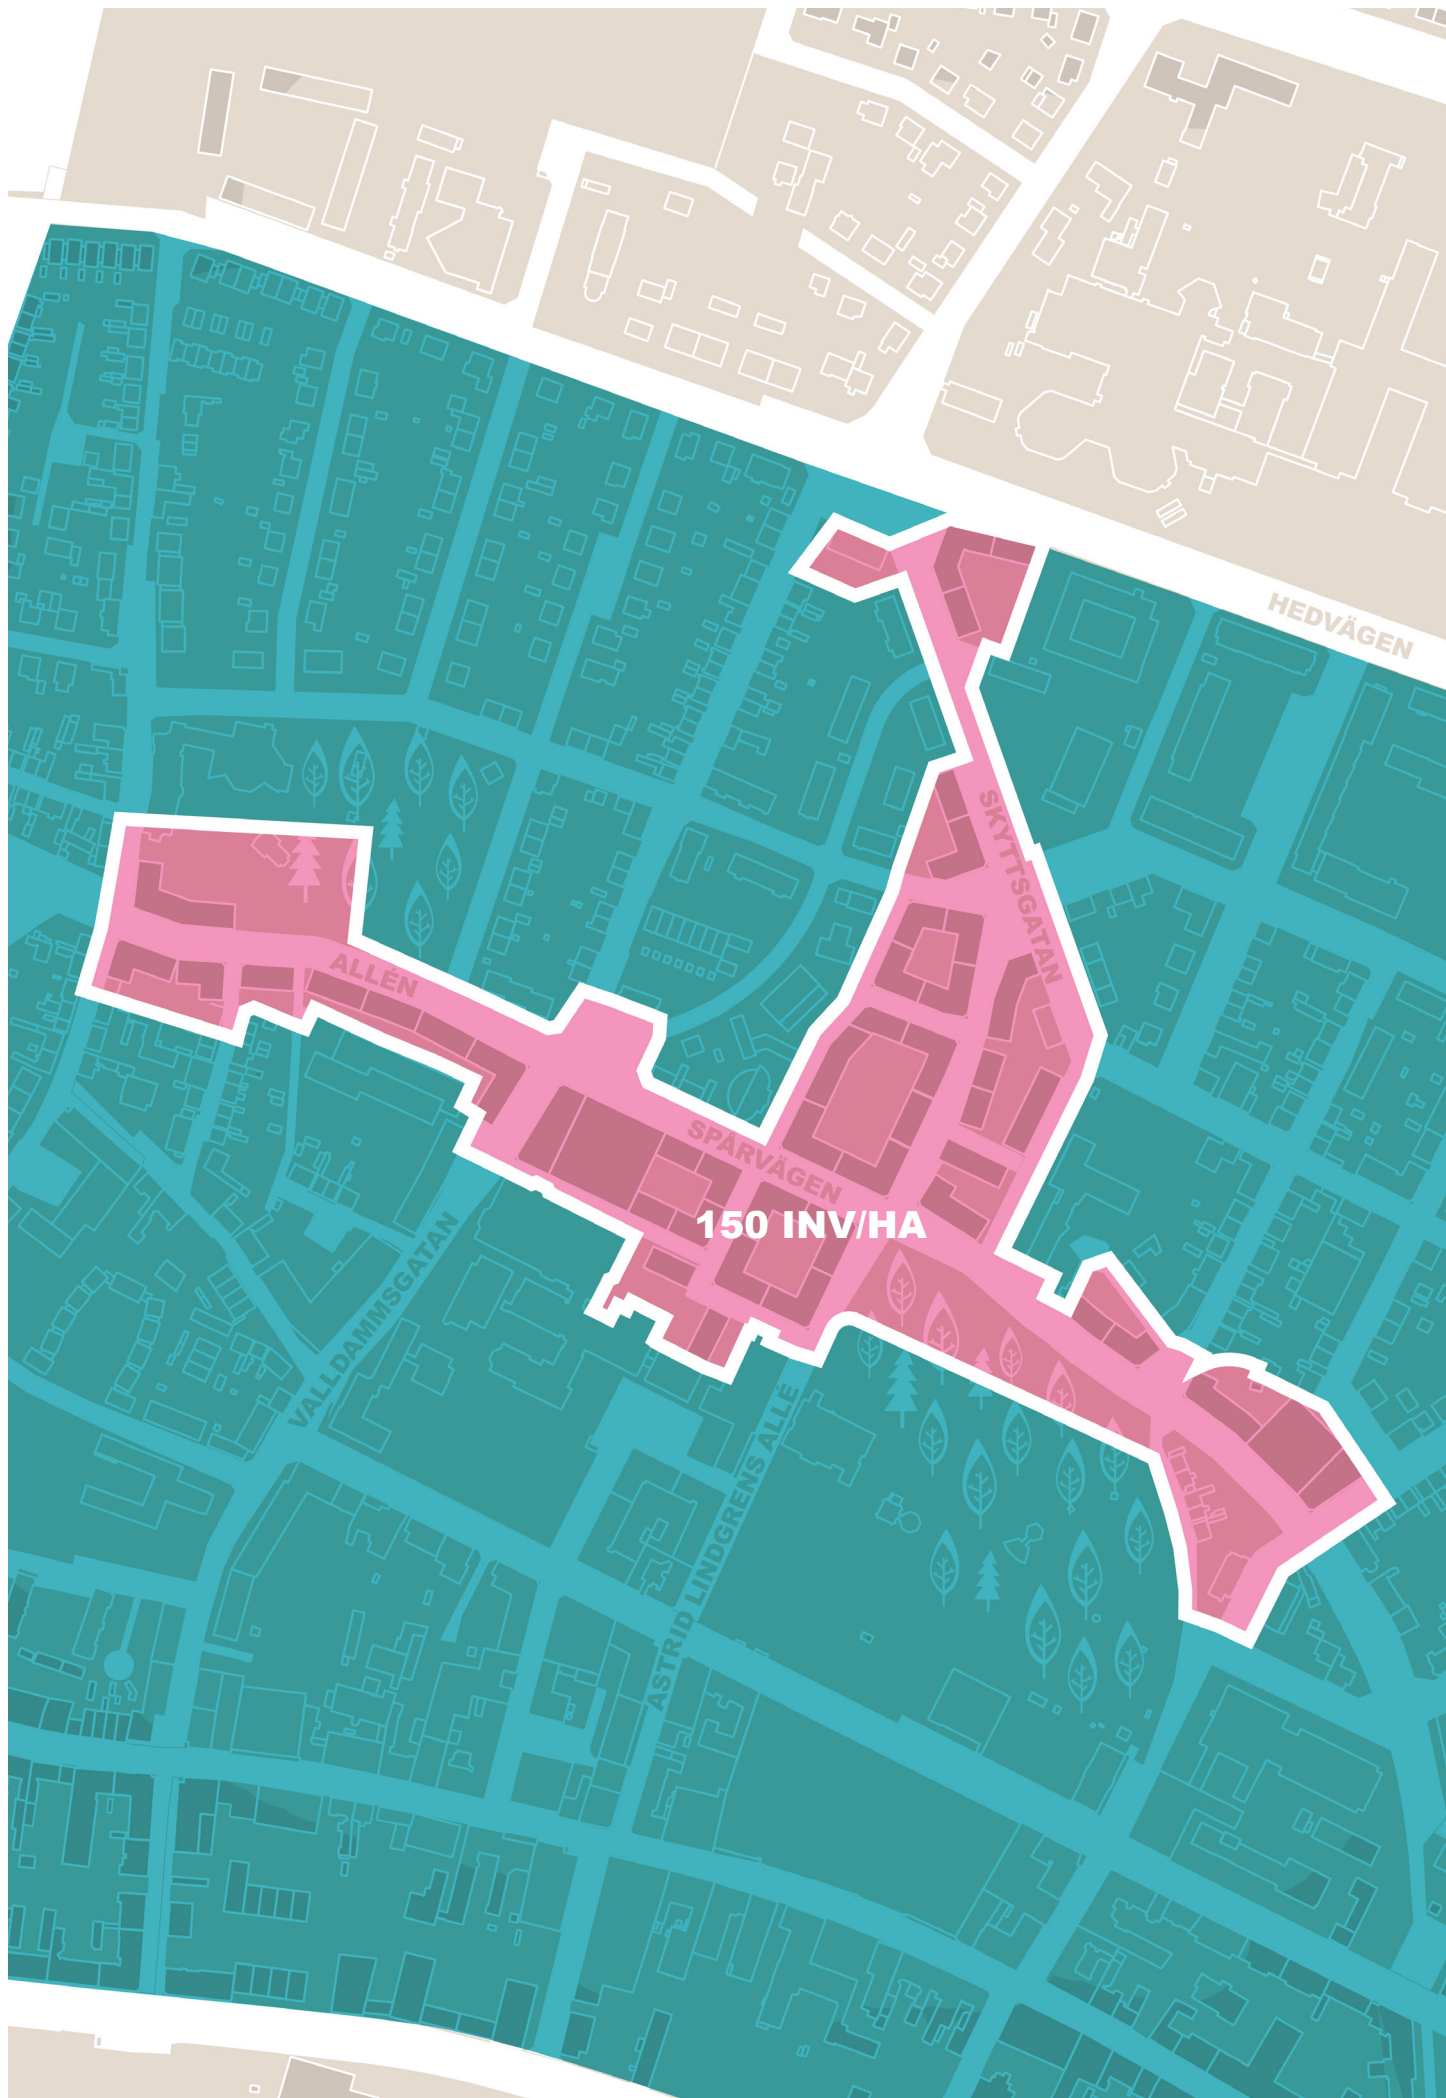 HEDVÄGEN
SKYTTSGATAN
ALLÉN
SPÅRVÄGEN
150 INV/HA
VALLDAMMSGATAN
ASTRID LINDGRENS ALLÉ